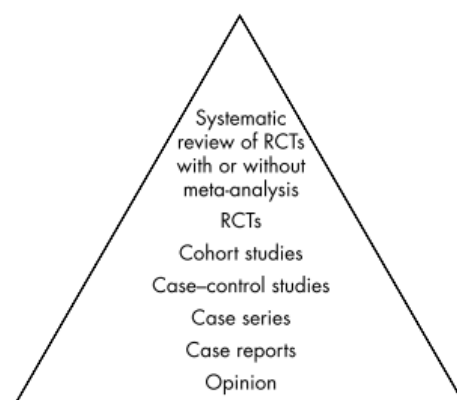 Systematic
review of RCTs
with or without
meta-analysis
RCTs
Cohort studies
Case–control studies
Case series
Case reports
Opinion